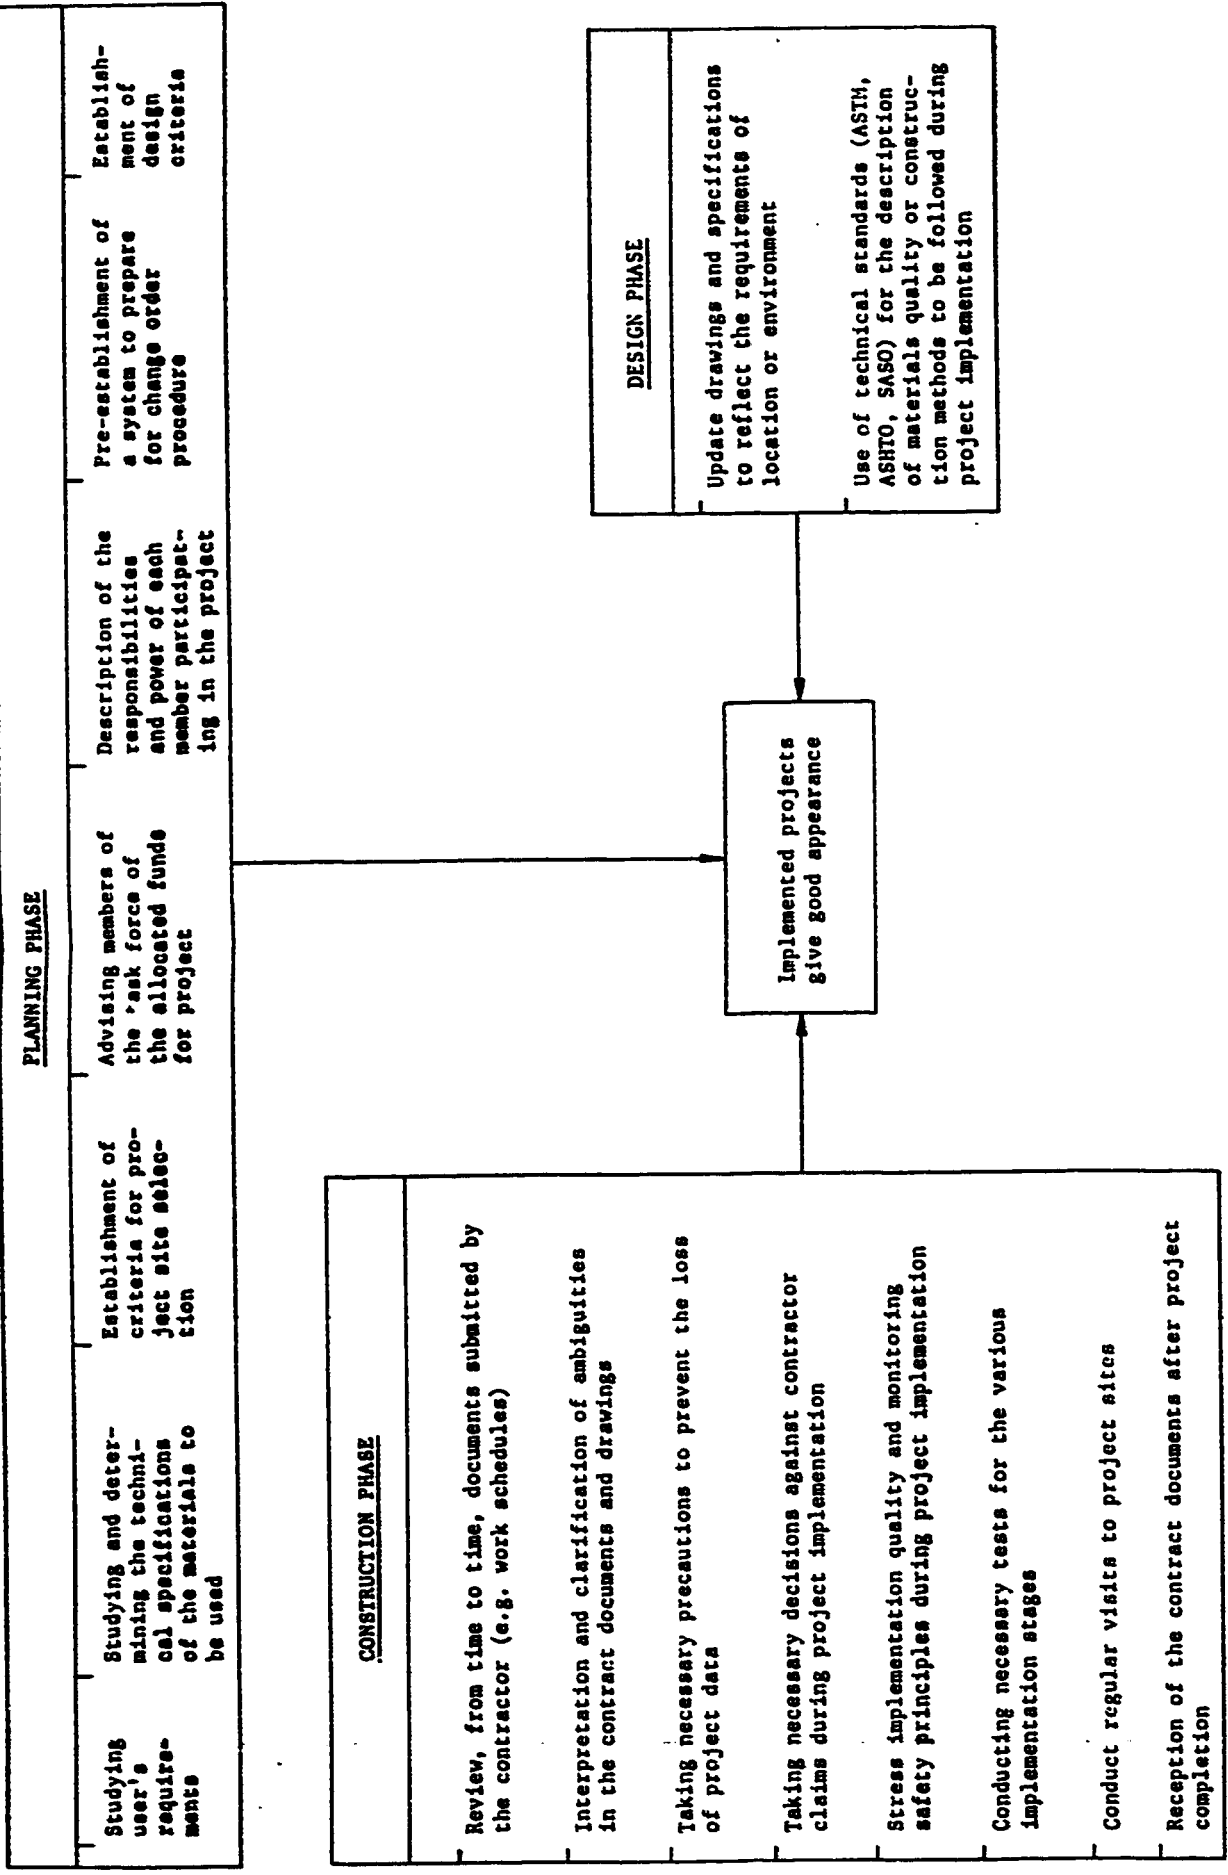 PLANNING PHASE
Studying
user's
require-
ments
Studying and deter-
mining the techni-
cal specifications
of the materials to
be used
Establishment of
criteria for pro-
ject site selec-
tion
Advising members of
the 'ask force of
the allocated funds
for project
Description of the
responsibilities
and power of each
member participat-
ing in the project
Pre-establishment of
a system to prepare
for change order
procedure
Establish-
ment of
design
criteria
CONSTRUCTION PHASE
Review, from time to time, documents submitted by
the contractor (e.g. work schedules)
Interpretation and clarification of ambiguities
in the contract documents and drawings
Taking necessary precautions to prevent the loss
of project data
Taking necessary decisions against contractor
claims during project implementation
Stress implementation quality and monitoring
safety principles during project implementation
Conducting necessary tests for the various
implementation stages
Conduct regular visits to project sites
Reception of the contract documents after project
completion
Implemented projects
give good appearance
DESIGN PHASE
Update drawings and specifications
to reflect the requirements of
location or environment
Use of technical standards (ASTM,
ASHTO, SASO) for the description
of materials quality or construc-
tion methods to be followed during
project implementation